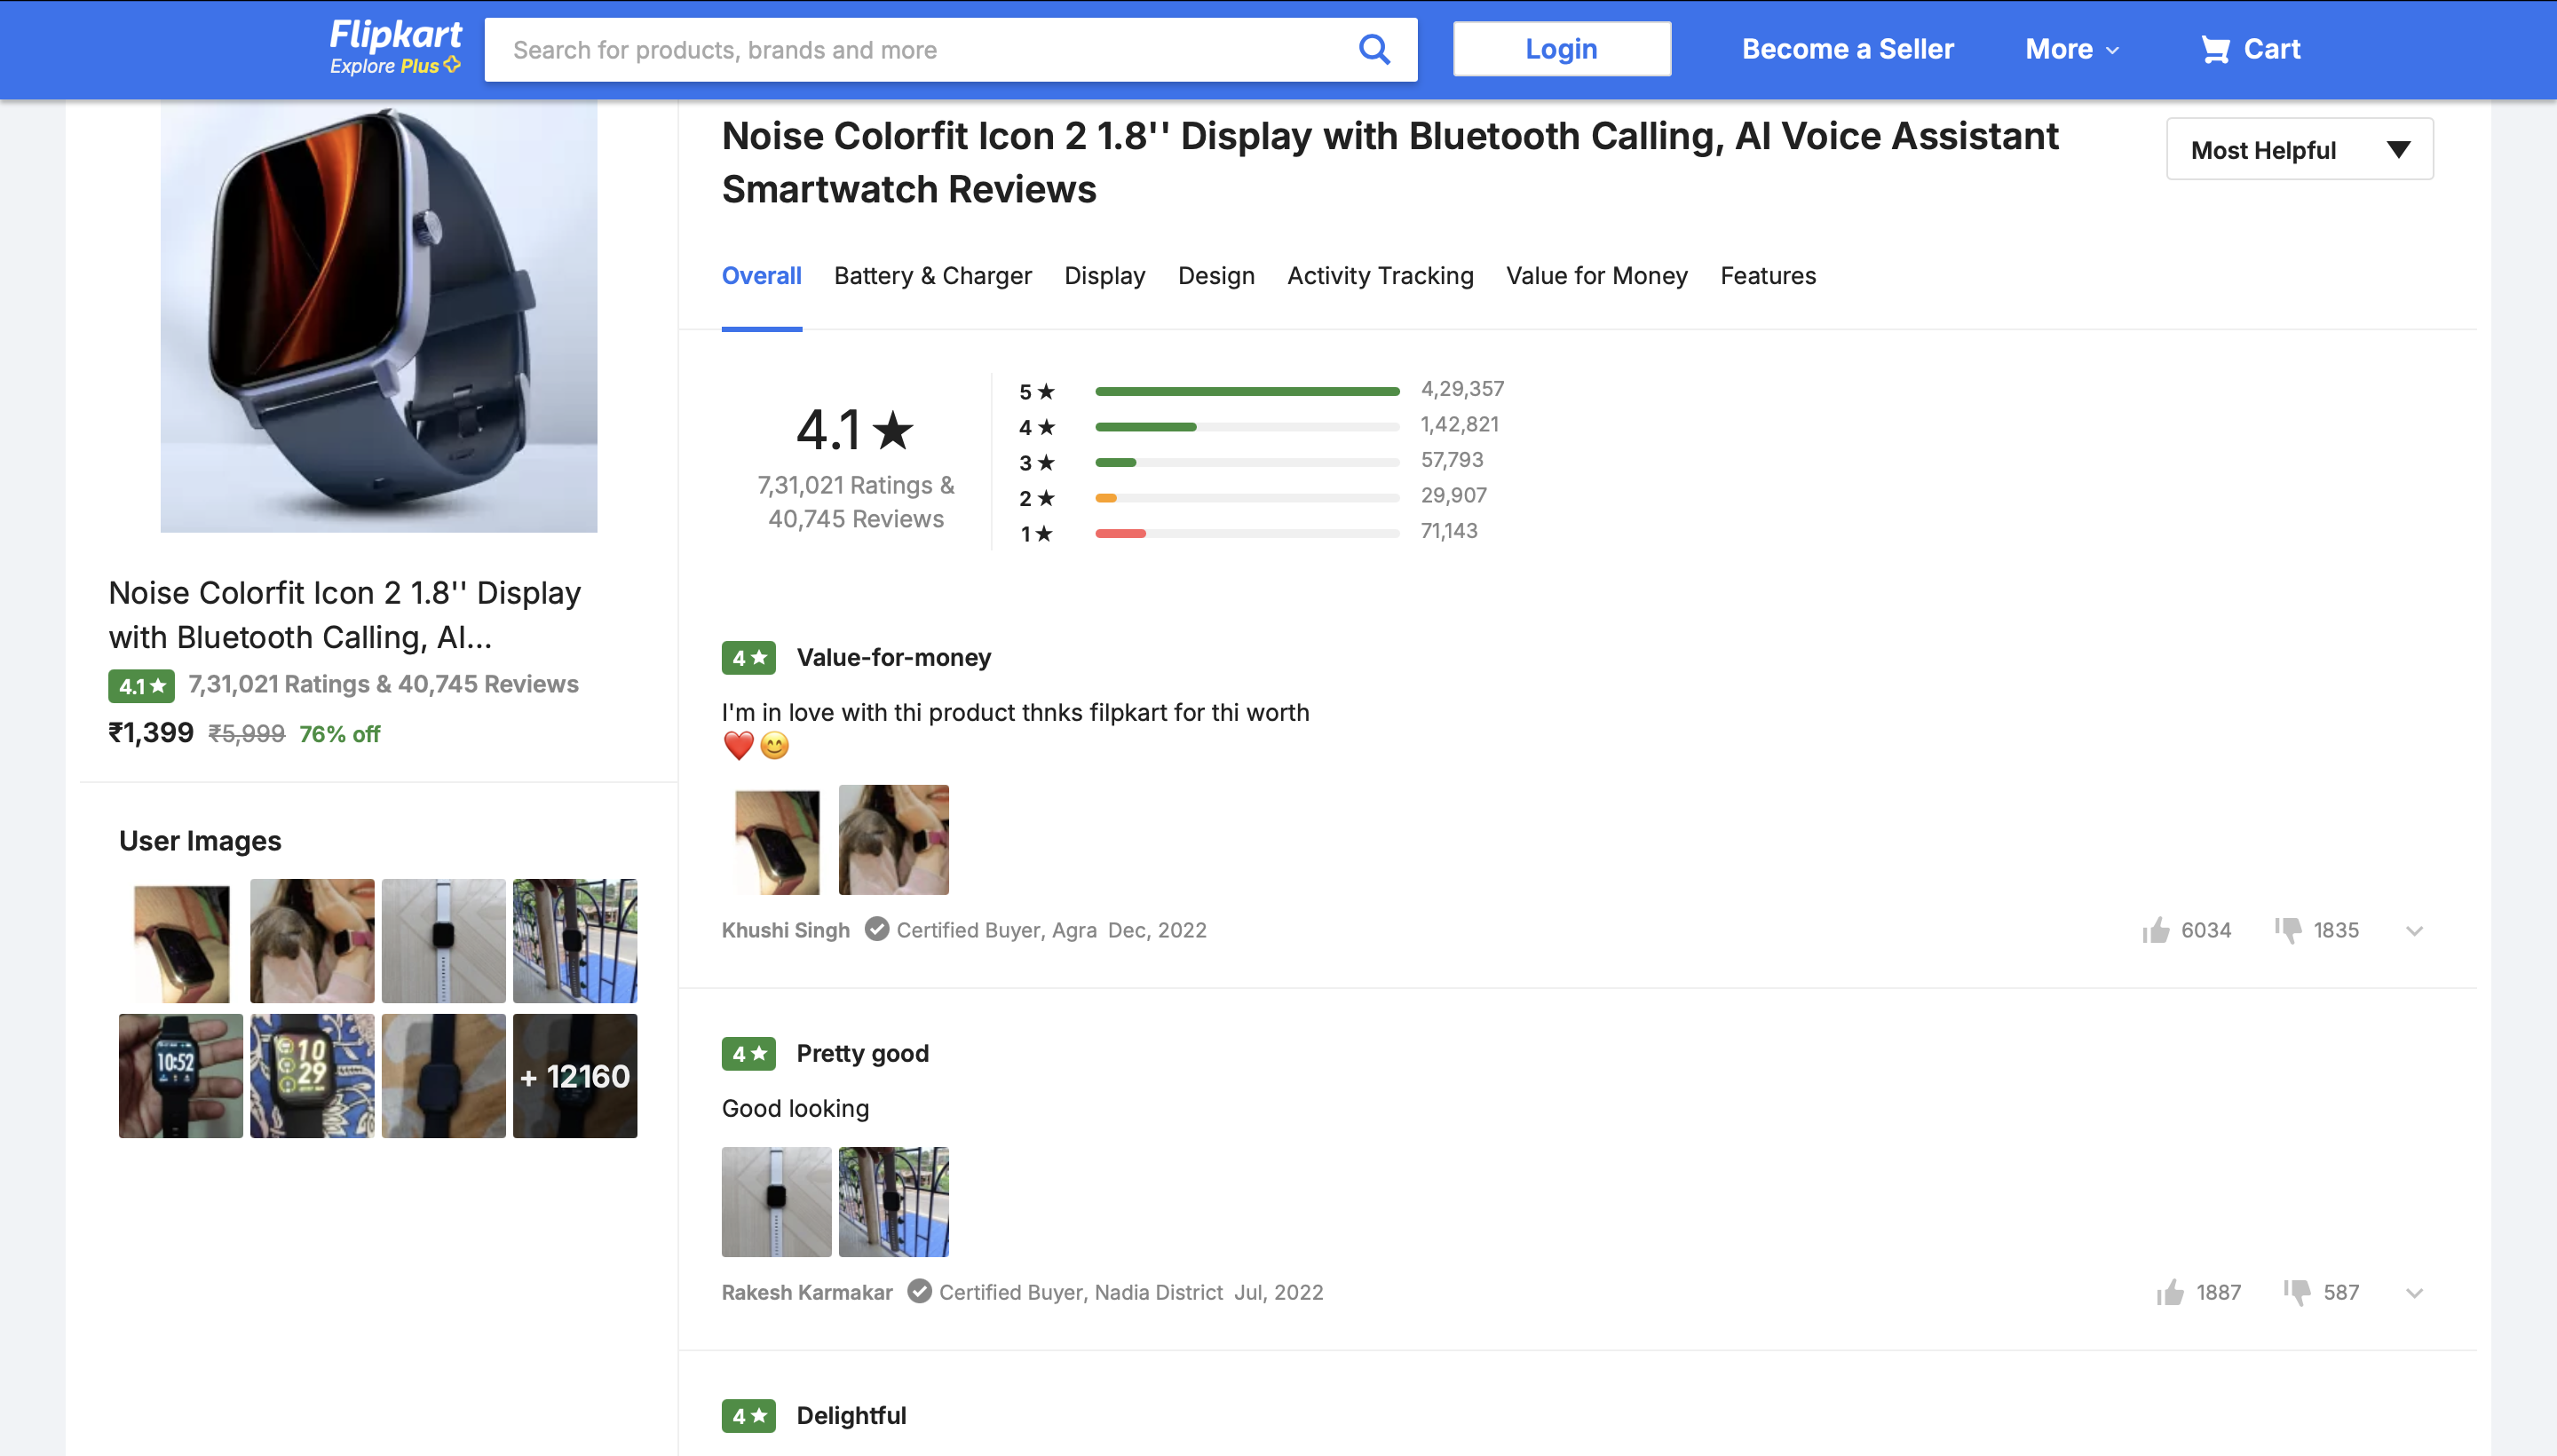 Flipkart
Explore Plus
Search for products, brands and more
Login
Become a Seller
More
Cart
Noise Colorfit Icon 2 1.8'' Display
with Bluetooth Calling, AI...
4.1★ 7,31,021 Ratings & 40,745 Reviews
₹1,399 ₹5,999 76% off
User Images
10:52
10
29
+ 12160
Noise Colorfit Icon 2 1.8'' Display with Bluetooth Calling, AI Voice Assistant
Smartwatch Reviews
Most Helpful
Overall Battery & Charger Display Design Activity Tracking Value for Money Features
4.1★
7,31,021 Ratings &
40,745 Reviews
5★ 4,29,357
4★ 1,42,821
3★ 57,793
2★ 29,907
1★ 71,143
4★ Value-for-money
I'm in love with thi product thnks filpkart for thi worth
❤️😊
Khushi Singh Certified Buyer, Agra Dec, 2022 6034 1835
4★ Pretty good
Good looking
Rakesh Karmakar Certified Buyer, Nadia District Jul, 2022 1887 587
4★ Delightful